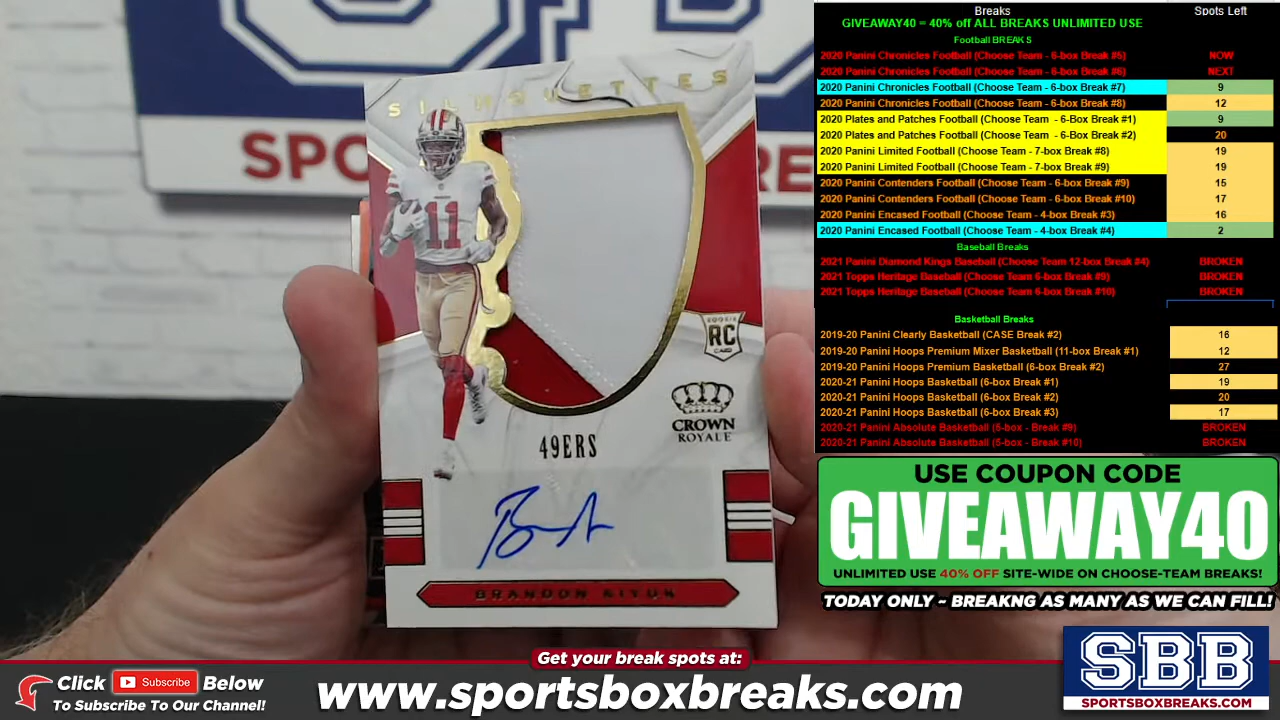 SILHOUETTES
11
ROOKIE
RC
CARD
CROWN
ROYALE
49ERS
BRANDON AIYUK
Breaks Spots Left
GIVEAWAY40 = 40% off ALL BREAKS UNLIMITED USE
Football BREAKS
2020 Panini Chronicles Football (Choose Team - 6-box Break #5) NOW
2020 Panini Chronicles Football (Choose Team - 6-box Break #6) NEXT
2020 Panini Chronicles Football (Choose Team - 6-box Break #7) 9
2020 Panini Chronicles Football (Choose Team - 6-box Break #8) 12
2020 Plates and Patches Football (Choose Team - 6-Box Break #1) 9
2020 Plates and Patches Football (Choose Team - 6-Box Break #2) 20
2020 Panini Limited Football (Choose Team - 7-box Break #8) 19
2020 Panini Limited Football (Choose Team - 7-box Break #9) 19
2020 Panini Contenders Football (Choose Team - 6-box Break #9) 15
2020 Panini Contenders Football (Choose Team - 6-box Break #10) 17
2020 Panini Encased Football (Choose Team - 4-box Break #3) 16
2020 Panini Encased Football (Choose Team - 4-box Break #4) 2
Baseball Breaks
2021 Panini Diamond Kings Baseball (Choose Team 12-box Break #4) BROKEN
2021 Topps Heritage Baseball (Choose Team 6-box Break #9) BROKEN
2021 Topps Heritage Baseball (Choose Team 6-box Break #10) BROKEN
Basketball Breaks
2019-20 Panini Clearly Basketball (CASE Break #2) 16
2019-20 Panini Hoops Premium Mixer Basketball (11-box Break #1) 12
2019-20 Panini Hoops Premium Basketball (6-box Break #2) 27
2020-21 Panini Hoops Basketball (6-box Break #1) 19
2020-21 Panini Hoops Basketball (6-box Break #2) 20
2020-21 Panini Hoops Basketball (6-box Break #3) 17
2020-21 Panini Absolute Basketball (5-box - Break #9) BROKEN
2020-21 Panini Absolute Basketball (5-box - Break #10) BROKEN
USE COUPON CODE
GIVEAWAY40
UNLIMITED USE 40% OFF SITE-WIDE ON CHOOSE-TEAM BREAKS!
TODAY ONLY ~ BREAKNG AS MANY AS WE CAN FILL!
Get your break spots at:
Click Subscribe Below
To Subscribe To Our Channel!
www.sportsboxbreaks.com
SBB
SPORTSBOXBREAKS.COM